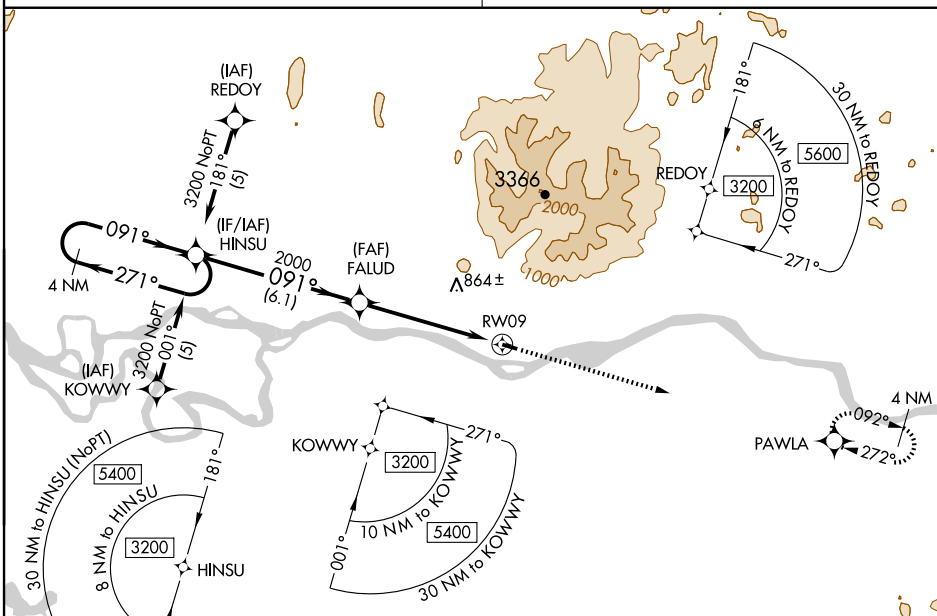 (IAF)
REDOY
3200 NoPT
181°
(5)
(IF/IAF)
HINSU
091°
271°
4 NM
2000
091°
(6.1)
(FAF)
FALUD
3200 NoPT
001°
(5)
(IAF)
KOWWY
3366
2000
1000
864±
RW09
181°
30 NM to REDOY
6 NM to REDOY
5600
REDOY
3200
271°
4 NM
092°
272°
PAWLA
30 NM to HINSU (NoPT)
5400
181°
8 NM to HINSU
3200
HINSU
KOWWY
271°
3200
10 NM to KOWWY
5400
001°
30 NM to KOWWY